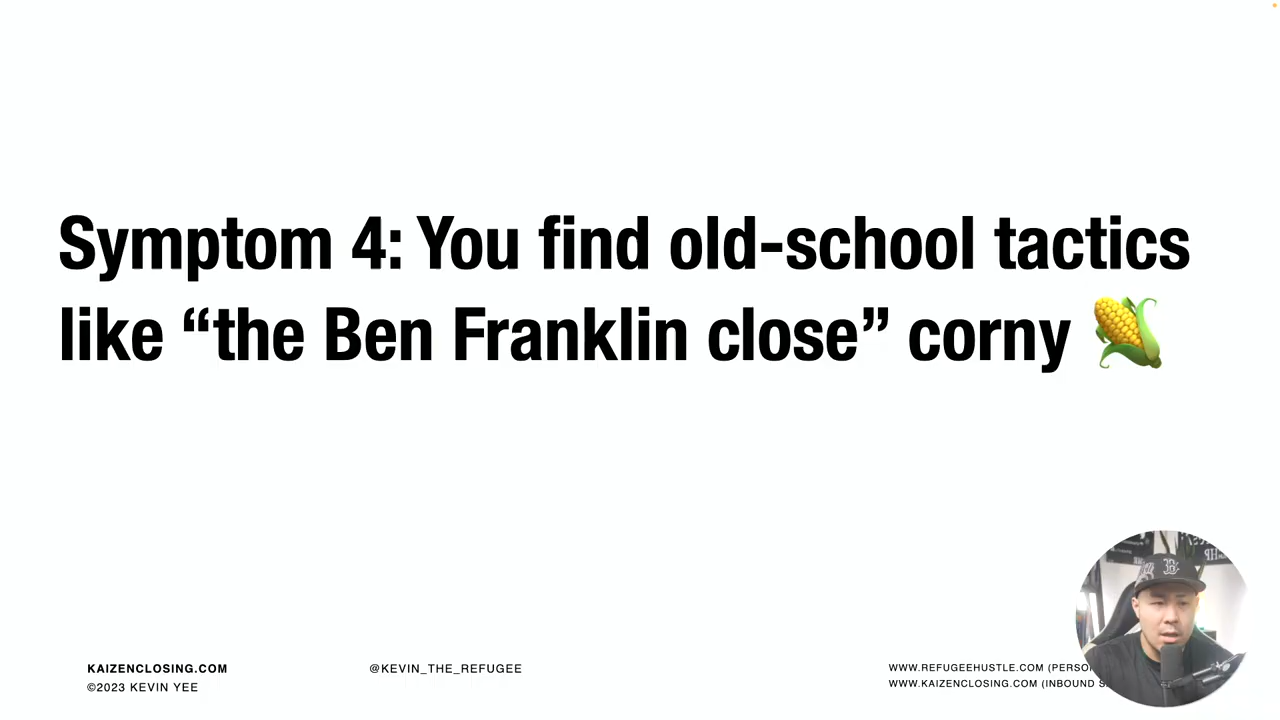 Symptom 4: You find old-school tactics
like “the Ben Franklin close” corny 🌽
KAIZENCLOSING.COM
©2023 KEVIN YEE
@KEVIN_THE_REFUGEE
WWW.REFUGEEHUSTLE.COM
WWW.KAIZENCLOSING.COM (INBOUND